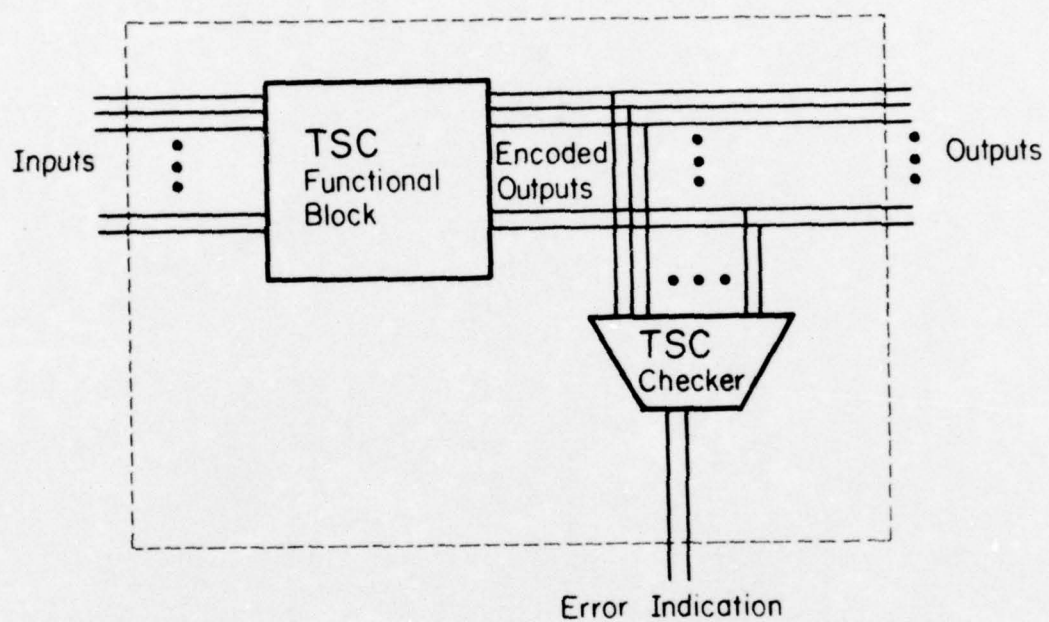 Inputs
TSC
Functional
Block
Encoded
Outputs
Outputs
TSC
Checker
Error Indication